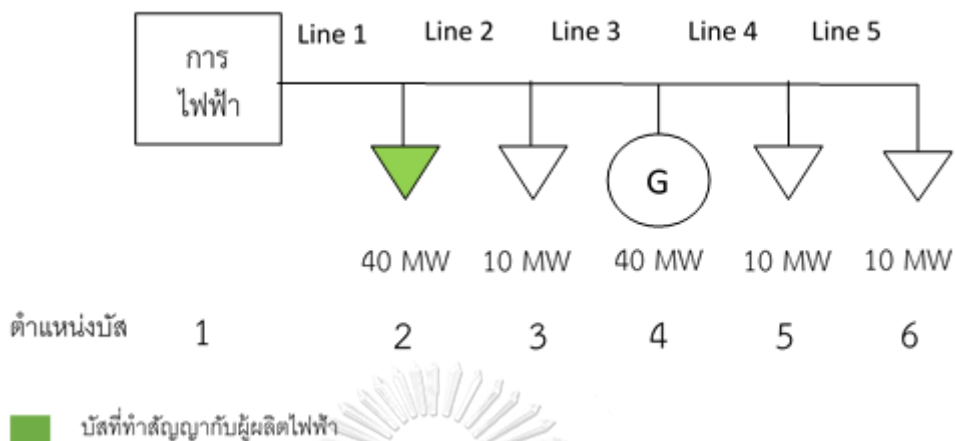 Line 1 Line 2 Line 3 Line 4 Line 5
การ
ไฟฟ้า
G
40 MW 10 MW 40 MW 10 MW 10 MW
ตำแหน่งบัส 1 2 3 4 5 6
บัสที่ทำสัญญากับผู้ผลิตไฟฟ้า